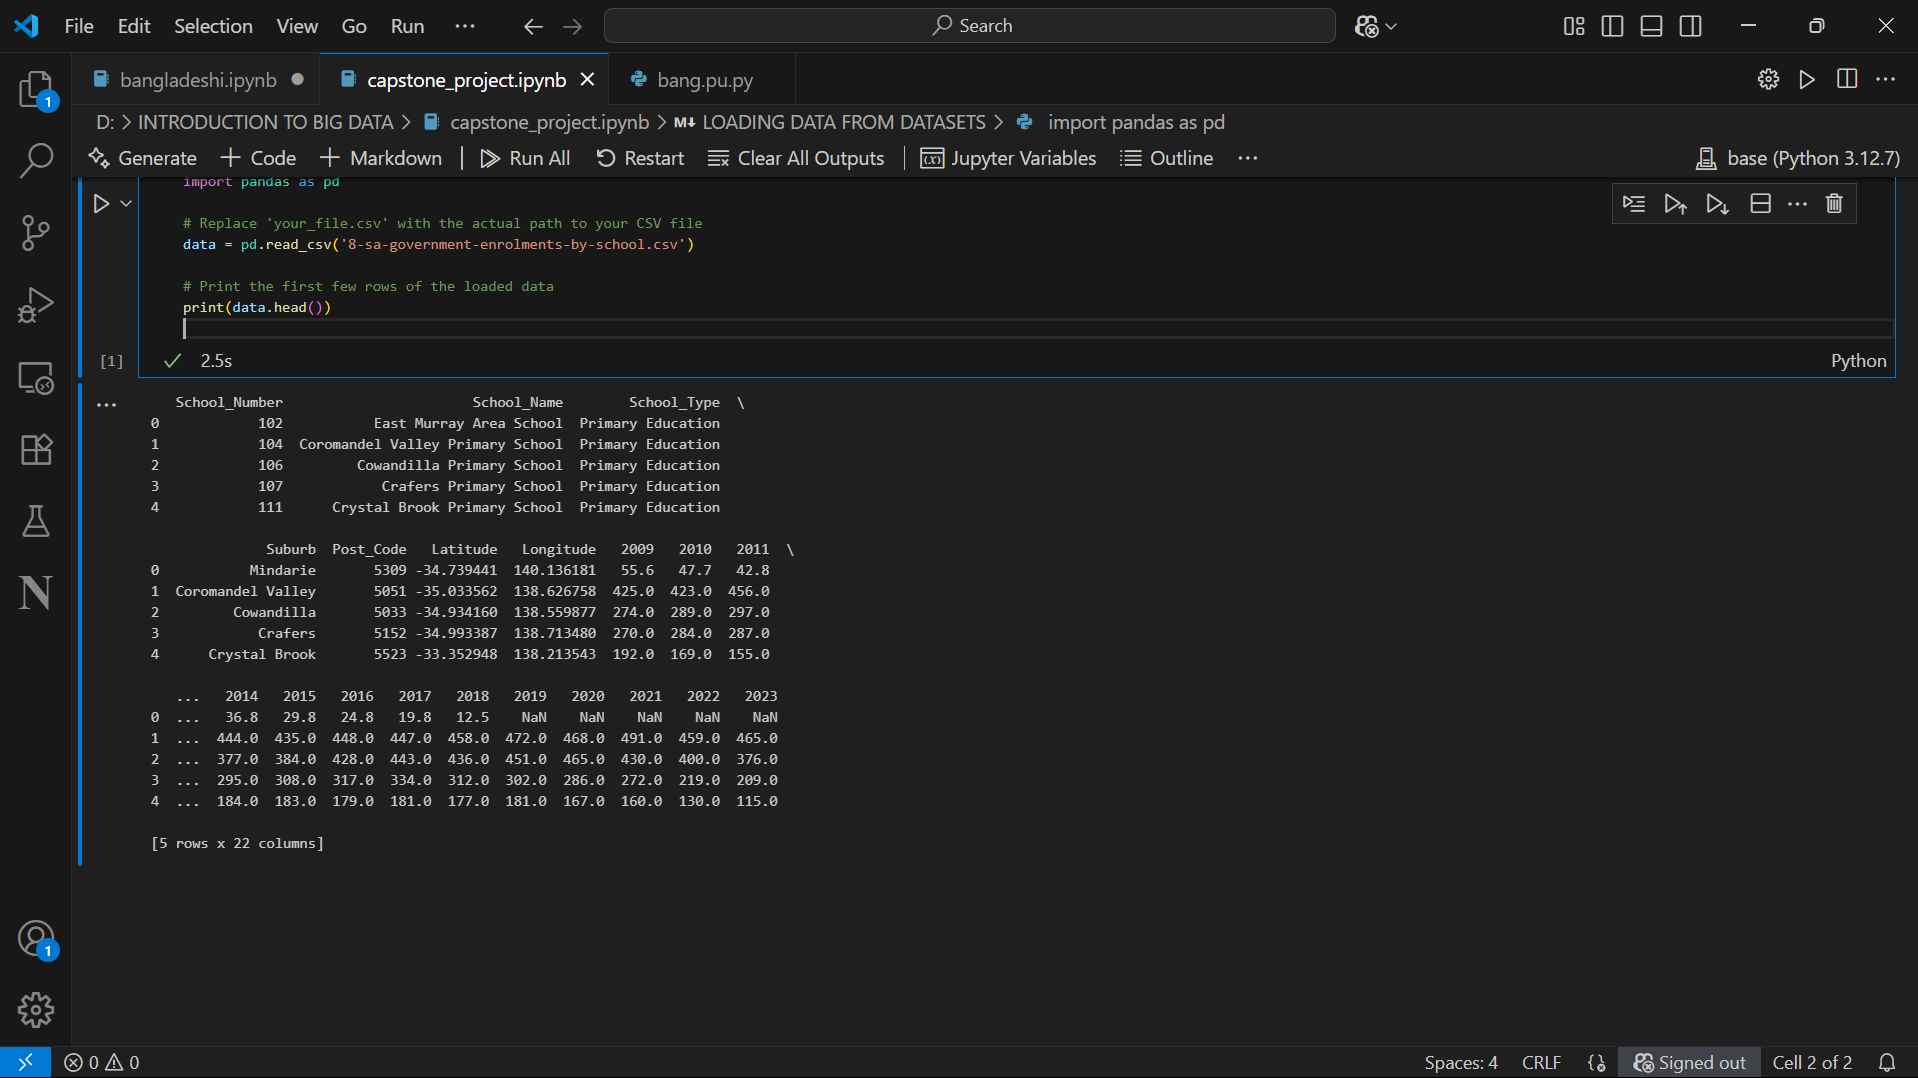 File Edit Selection View Go Run ... Search
bangladeshi.ipynb capstone_project.ipynb bang.pu.py
D: > INTRODUCTION TO BIG DATA > capstone_project.ipynb > M↓ LOADING DATA FROM DATASETS > import pandas as pd
Generate + Code + Markdown | Run All Restart Clear All Outputs | Jupyter Variables Outline ... base (Python 3.12.7)
import pandas as pd
# Replace 'your_file.csv' with the actual path to your CSV file
data = pd.read_csv('8-sa-government-enrolments-by-school.csv')
# Print the first few rows of the loaded data
print(data.head())
[1] 2.5s Python
School_Number School_Name School_Type \
0 102 East Murray Area School Primary Education
1 104 Coromandel Valley Primary School Primary Education
2 106 Cowandilla Primary School Primary Education
3 107 Crafers Primary School Primary Education
4 111 Crystal Brook Primary School Primary Education
Suburb Post_Code Latitude Longitude 2009 2010 2011 \
0 Mindarie 5309 -34.739441 140.136181 55.6 47.7 42.8
1 Coromandel Valley 5051 -35.033562 138.626758 425.0 423.0 456.0
2 Cowandilla 5033 -34.934160 138.559877 274.0 289.0 297.0
3 Crafers 5152 -34.993387 138.713480 270.0 284.0 287.0
4 Crystal Brook 5523 -33.352948 138.213543 192.0 169.0 155.0
... 2014 2015 2016 2017 2018 2019 2020 2021 2022 2023
0 ... 36.8 29.8 24.8 19.8 12.5 NaN NaN NaN NaN NaN
1 ... 444.0 435.0 448.0 447.0 458.0 472.0 468.0 491.0 459.0 465.0
2 ... 377.0 384.0 428.0 443.0 436.0 451.0 465.0 430.0 400.0 376.0
3 ... 295.0 308.0 317.0 334.0 312.0 302.0 286.0 272.0 219.0 209.0
4 ... 184.0 183.0 179.0 181.0 177.0 181.0 167.0 160.0 130.0 115.0
[5 rows x 22 columns]
1
N
1
0 0 Spaces: 4 CRLF Signed out Cell 2 of 2